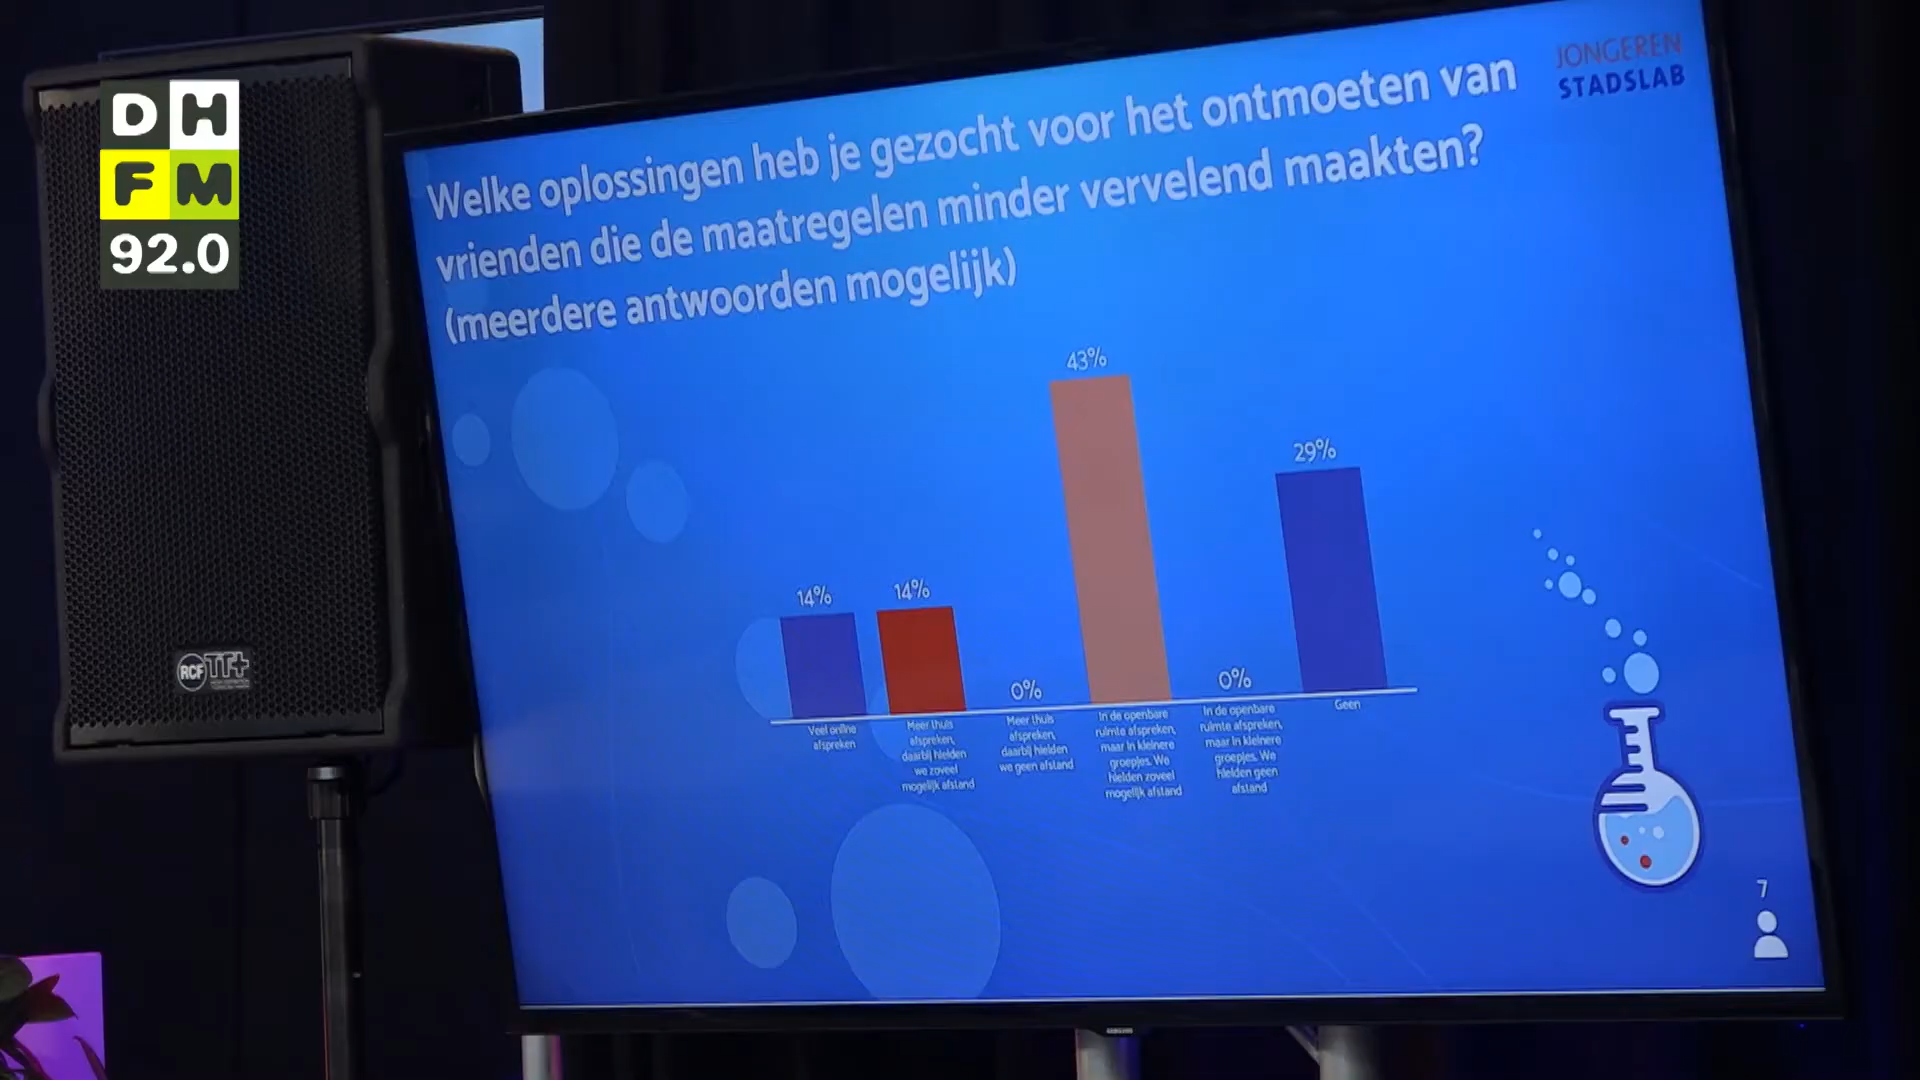 DH
FM
92.0
RCF TT+
JONGEREN
STADSLAB
Welke oplossingen heb je gezocht voor het ontmoeten van
vrienden die de maatregelen minder vervelend maakten?
(meerdere antwoorden mogelijk)
14%
14%
0%
43%
0%
29%
Veel online
afspreken
Meer thuis
afspreken,
daarbij hielden
we zoveel
mogelijk afstand
Meer thuis
afspreken,
daarbij hielden
we geen afstand
In de openbare
ruimte afspreken,
maar in kleinere
groepjes. We
hielden zoveel
mogelijk afstand
In de openbare
ruimte afspreken,
maar in kleinere
groepjes. We
hielden geen
afstand
Geen
7